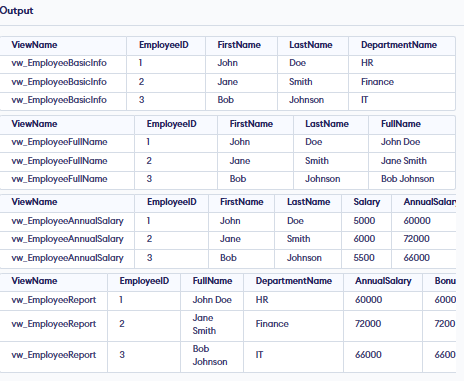 Output
ViewName EmployeeID FirstName LastName DepartmentName
vw_EmployeeBasicInfo 1 John Doe HR
vw_EmployeeBasicInfo 2 Jane Smith Finance
vw_EmployeeBasicInfo 3 Bob Johnson IT
ViewName EmployeeID FirstName LastName FullName
vw_EmployeeFullName 1 John Doe John Doe
vw_EmployeeFullName 2 Jane Smith Jane Smith
vw_EmployeeFullName 3 Bob Johnson Bob Johnson
ViewName EmployeeID FirstName LastName Salary AnnualSalary
vw_EmployeeAnnualSalary 1 John Doe 5000 60000
vw_EmployeeAnnualSalary 2 Jane Smith 6000 72000
vw_EmployeeAnnualSalary 3 Bob Johnson 5500 66000
ViewName EmployeeID FullName DepartmentName AnnualSalary Bonu
vw_EmployeeReport 1 John Doe HR 60000 6000
vw_EmployeeReport 2 Jane Smith Finance 72000 7200
vw_EmployeeReport 3 Bob Johnson IT 66000 6600